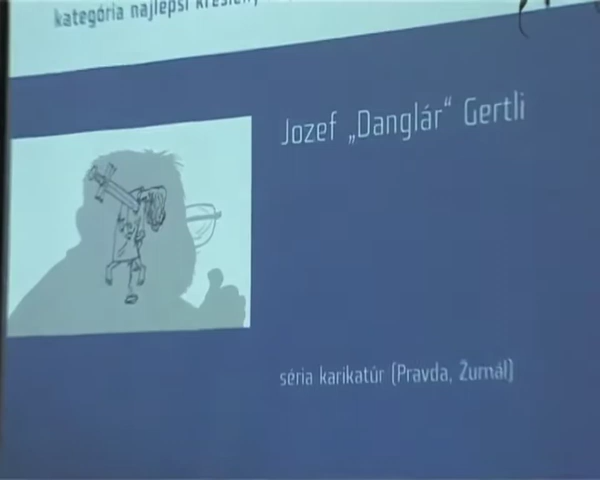 kategória najlepší
Jozef „Danglár“ Gertli
séria karikatúr (Pravda, Žurnál)